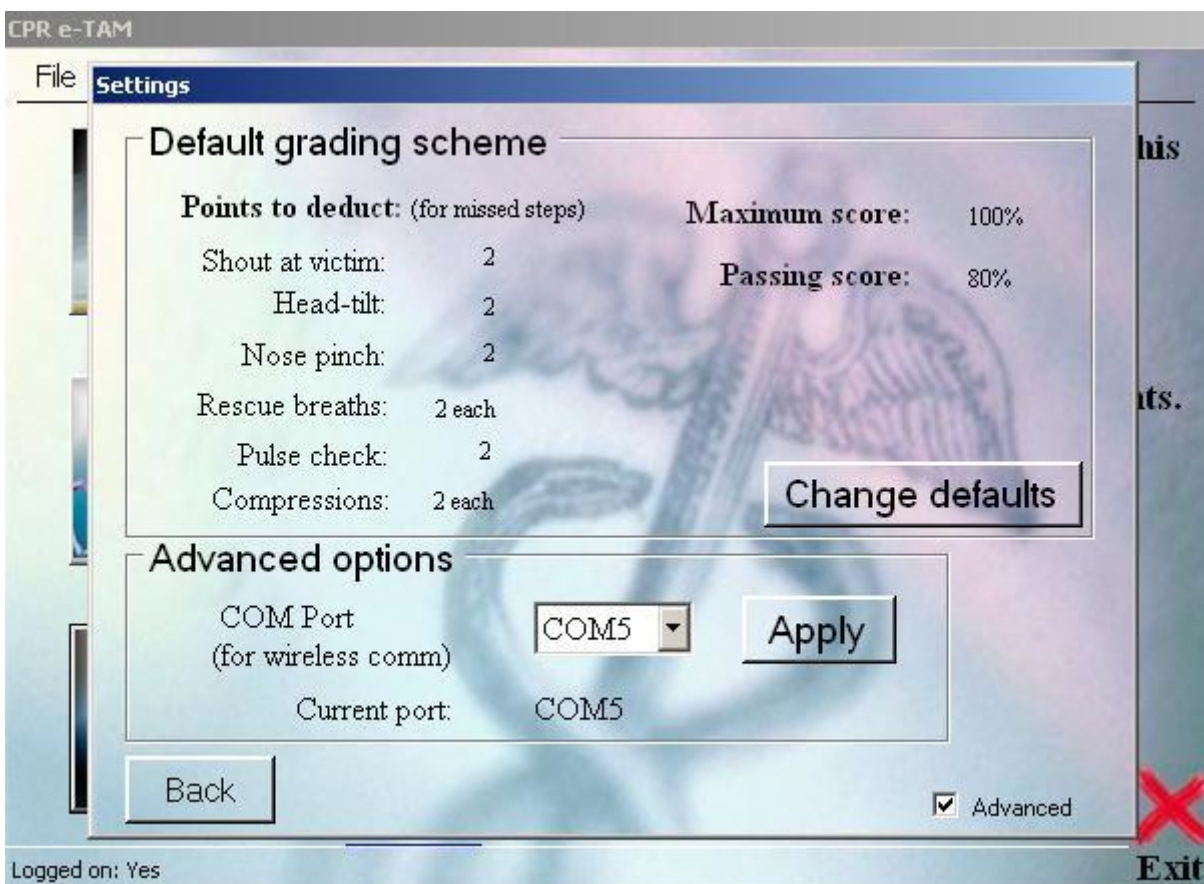 CPR e-TAM
File
Settings
Default grading scheme
his
Points to deduct: (for missed steps)
Maximum score: 100%
Shout at victim: 2
Passing score: 80%
Head-tilt: 2
Nose pinch: 2
Rescue breaths: 2 each
nts.
Pulse check: 2
Compressions: 2 each
Change defaults
Advanced options
COM Port
(for wireless comm)
COM5
Apply
Current port: COM5
Back
Advanced
Logged on: Yes
Exit